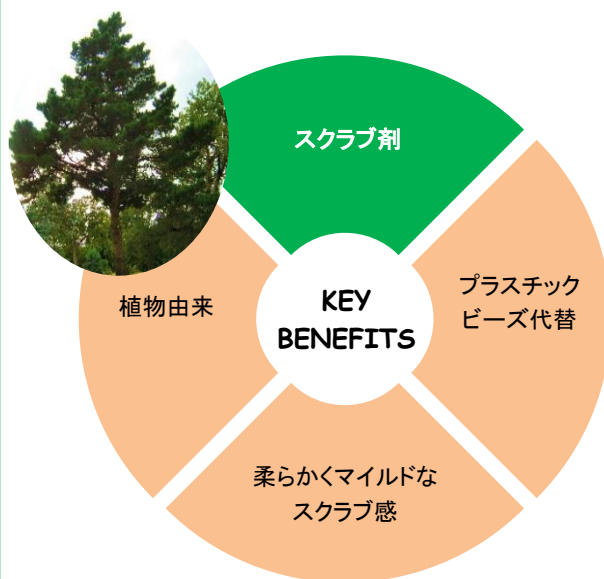 スクラブ剤
プラスチック
ビーズ代替
柔らかくマイルドな
スクラブ感
植物由来
KEY
BENEFITS